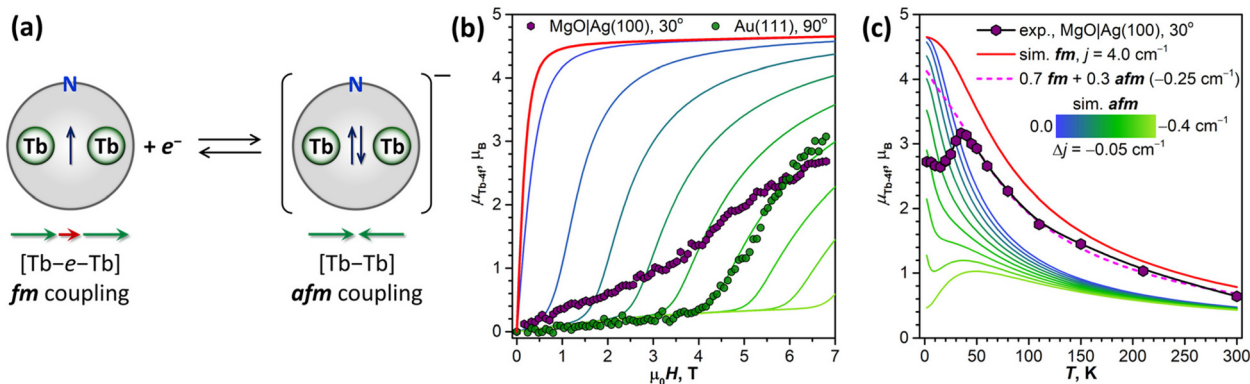 (a)
N
Tb
Tb
+ e⁻
N
Tb
Tb
−
[Tb−e−Tb]
fm coupling
[Tb−Tb]
afm coupling
(b)
MgO|Ag(100), 30°
Au(111), 90°
μTb-4f, μB
5
4
3
2
1
0
0 1 2 3 4 5 6 7
μ0H, T
(c)
exp., MgO|Ag(100), 30°
sim. fm, j = 4.0 cm⁻¹
0.7 fm + 0.3 afm (−0.25 cm⁻¹)
sim. afm
0.0
−0.4 cm⁻¹
Δj = −0.05 cm⁻¹
μTb-4f, μB
5
4
3
2
1
0
0 50 100 150 200 250 300
T, K